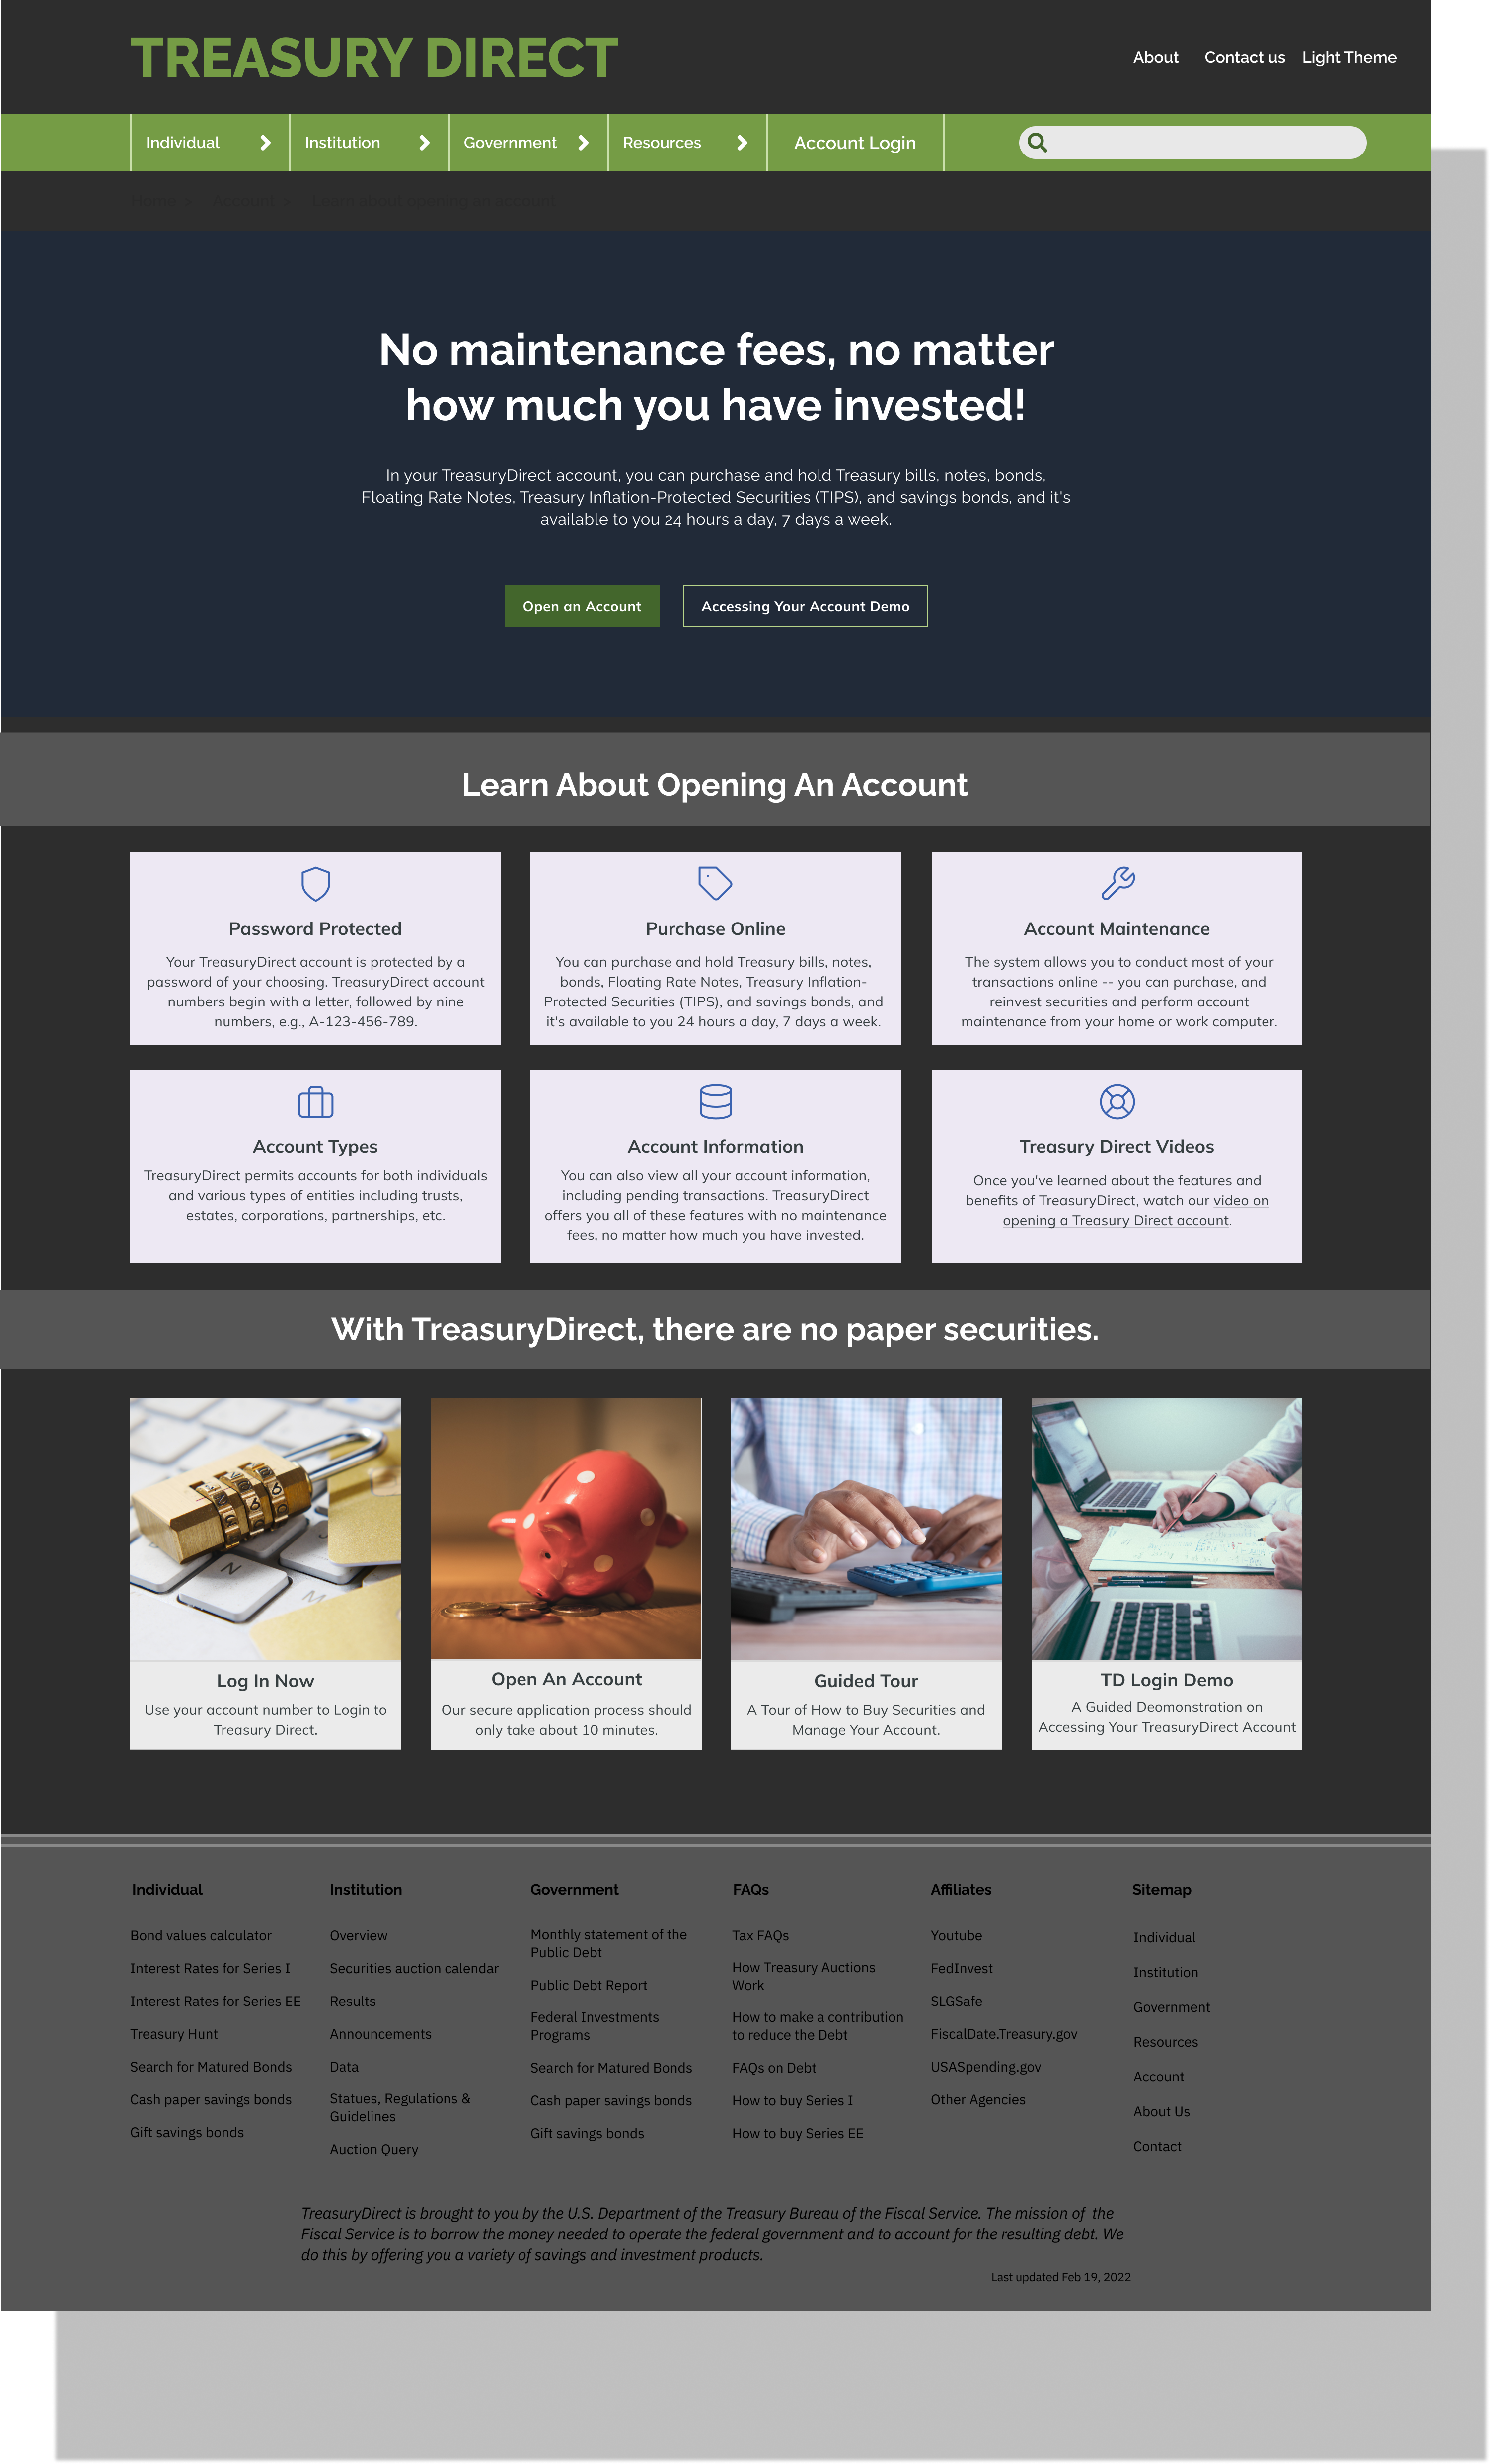 TREASURY DIRECT
About Contact us Light Theme
Individual Institution Government Resources Account Login
Home > Account > Learn about opening an account
No maintenance fees, no matter
how much you have invested!
In your TreasuryDirect account, you can purchase and hold Treasury bills, notes, bonds,
Floating Rate Notes, Treasury Inflation-Protected Securities (TIPS), and savings bonds, and it's
available to you 24 hours a day, 7 days a week.
Open an Account
Accessing Your Account Demo
Learn About Opening An Account
Password Protected
Your TreasuryDirect account is protected by a
password of your choosing. TreasuryDirect account
numbers begin with a letter, followed by nine
numbers, e.g., A-123-456-789.
Purchase Online
You can purchase and hold Treasury bills, notes,
bonds, Floating Rate Notes, Treasury Inflation-
Protected Securities (TIPS), and savings bonds, and
it's available to you 24 hours a day, 7 days a week.
Account Maintenance
The system allows you to conduct most of your
transactions online -- you can purchase, and
reinvest securities and perform account
maintenance from your home or work computer.
Account Types
TreasuryDirect permits accounts for both individuals
and various types of entities including trusts,
estates, corporations, partnerships, etc.
Account Information
You can also view all your account information,
including pending transactions. TreasuryDirect
offers you all of these features with no maintenance
fees, no matter how much you have invested.
Treasury Direct Videos
Once you've learned about the features and
benefits of TreasuryDirect, watch our video on
opening a Treasury Direct account.
With TreasuryDirect, there are no paper securities.
Log In Now
Use your account number to Login to
Treasury Direct.
Open An Account
Our secure application process should
only take about 10 minutes.
Guided Tour
A Tour of How to Buy Securities and
Manage Your Account.
TD Login Demo
A Guided Deomonstration on
Accessing Your TreasuryDirect Account
Individual
Bond values calculator
Interest Rates for Series I
Interest Rates for Series EE
Treasury Hunt
Search for Matured Bonds
Cash paper savings bonds
Gift savings bonds
Institution
Overview
Securities auction calendar
Results
Announcements
Data
Statues, Regulations &
Guidelines
Auction Query
Government
Monthly statement of the
Public Debt
Public Debt Report
Federal Investments
Programs
Search for Matured Bonds
Cash paper savings bonds
Gift savings bonds
FAQs
Tax FAQs
How Treasury Auctions
Work
How to make a contribution
to reduce the Debt
FAQs on Debt
How to buy Series I
How to buy Series EE
Affiliates
Youtube
FedInvest
SLGSafe
FiscalDate.Treasury.gov
USASpending.gov
Other Agencies
Sitemap
Individual
Institution
Government
Resources
Account
About Us
Contact
TreasuryDirect is brought to you by the U.S. Department of the Treasury Bureau of the Fiscal Service. The mission of the
Fiscal Service is to borrow the money needed to operate the federal government and to account for the resulting debt. We
do this by offering you a variety of savings and investment products.
Last updated Feb 19, 2022